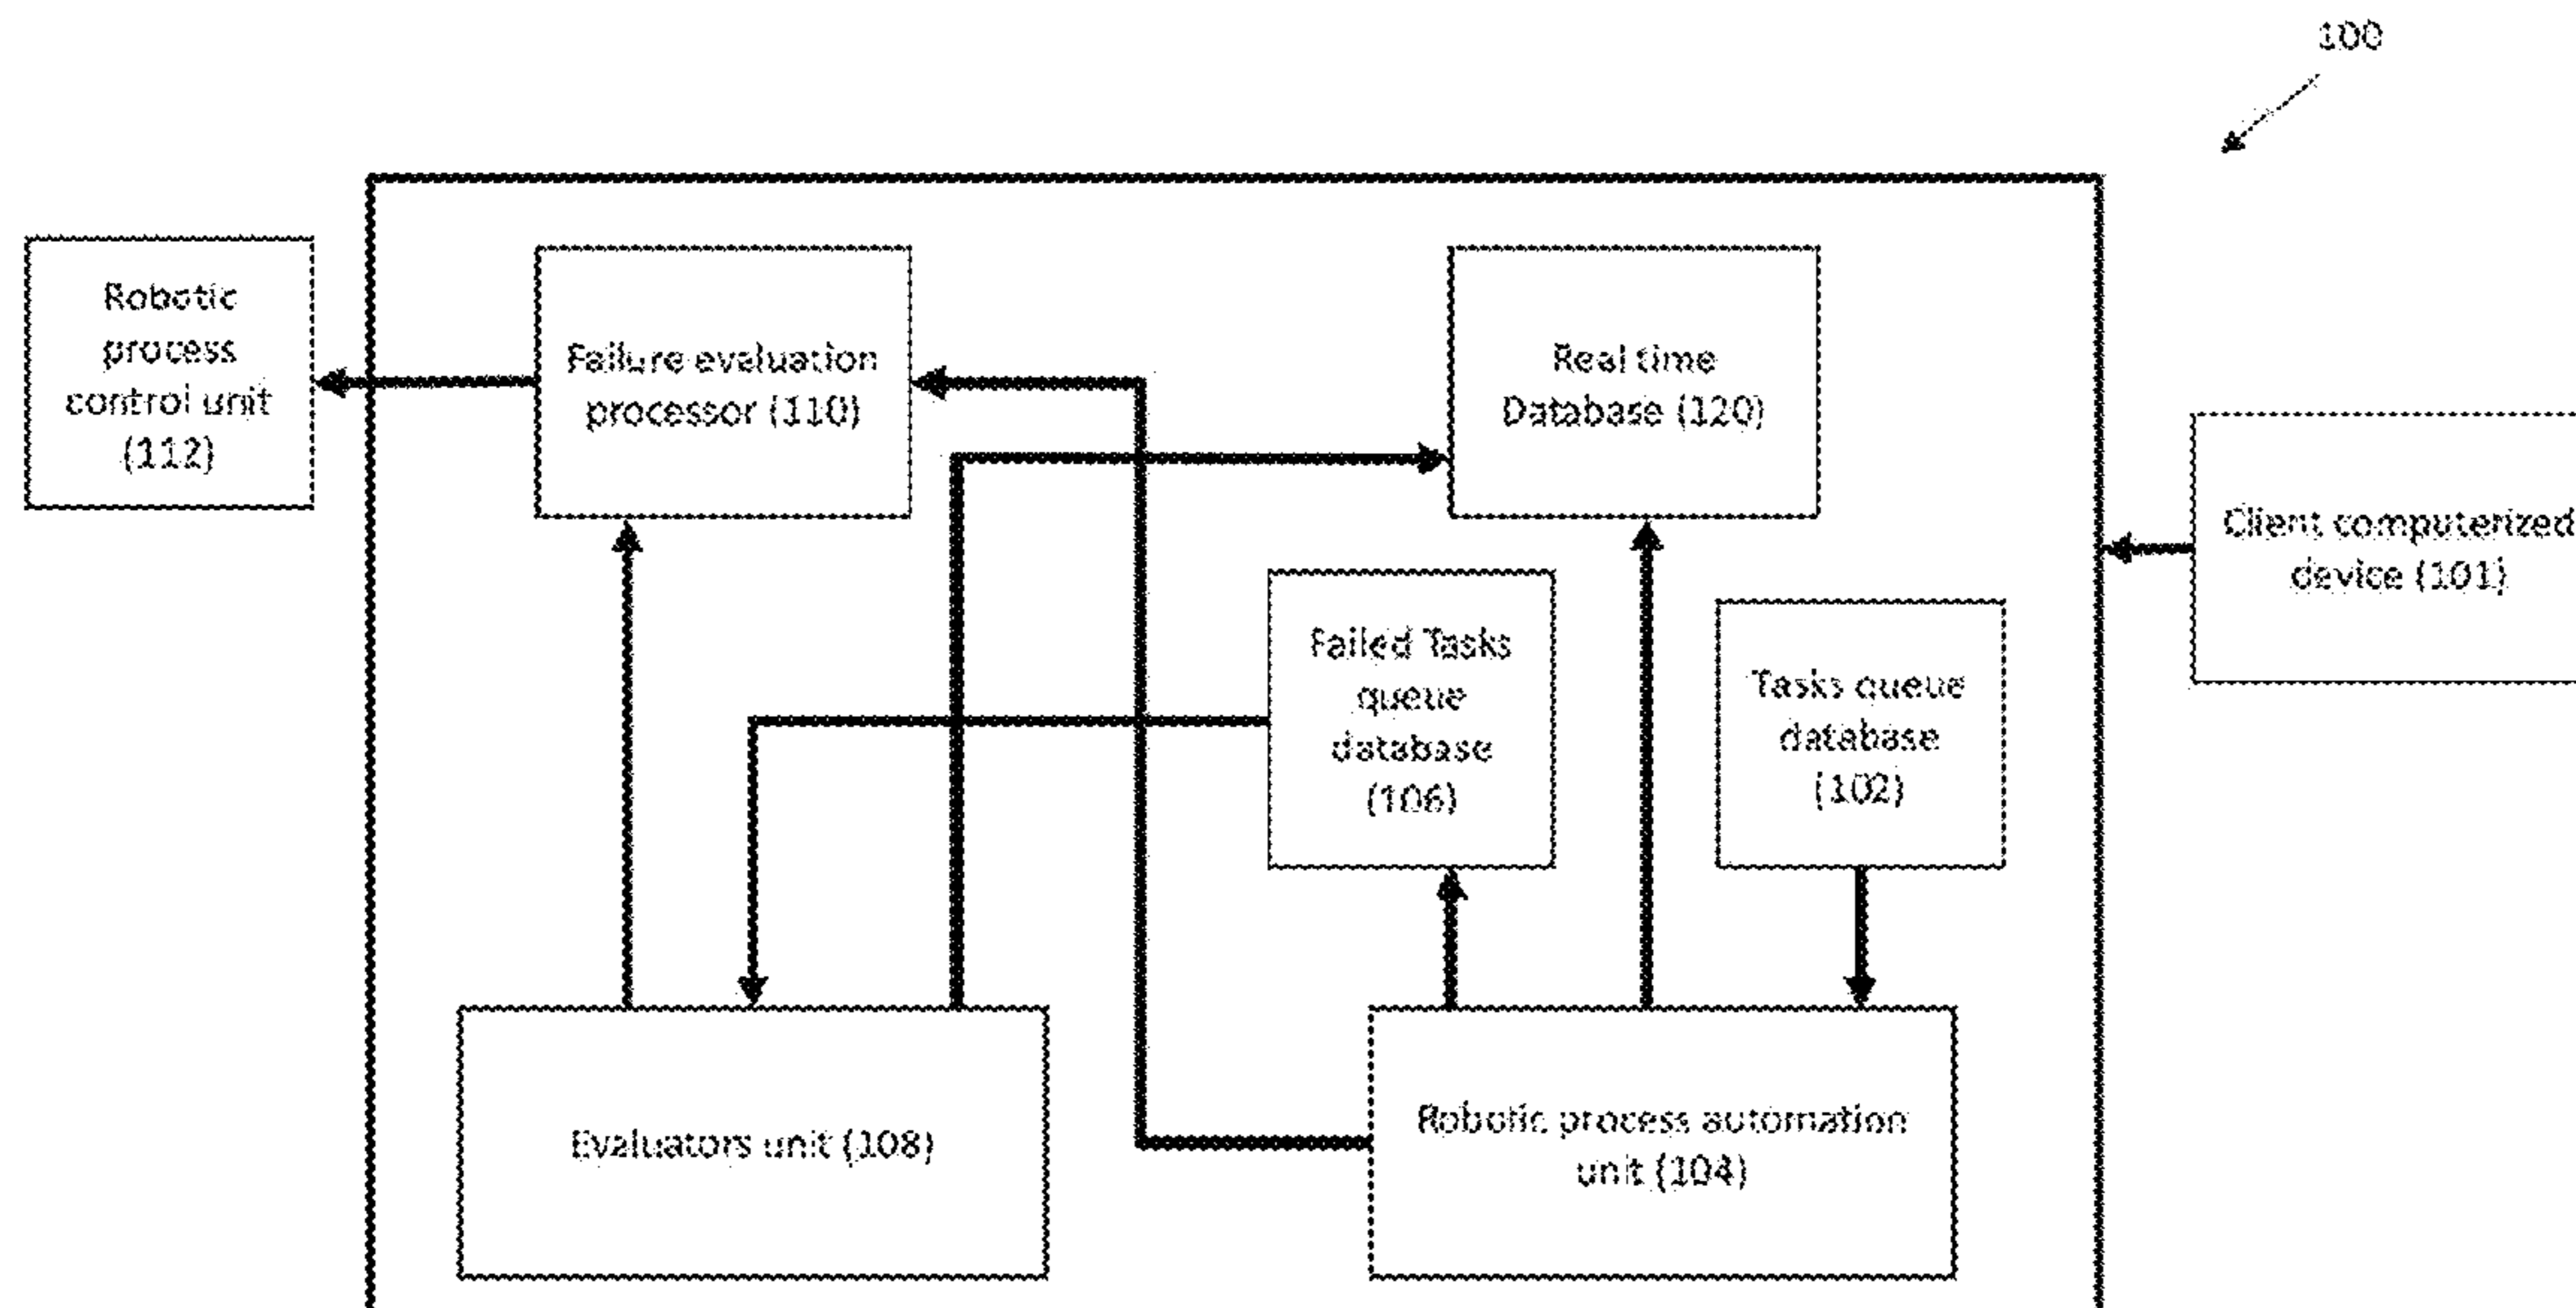 100
Robotic
process
control unit
(112)
Failure evaluation
processor (110)
Real time
Database (120)
Client computerized
device (101)
Failed Tasks
queue
database
(106)
Tasks queue
database
(102)
Evaluators unit (108)
Robotic process automation
unit (104)